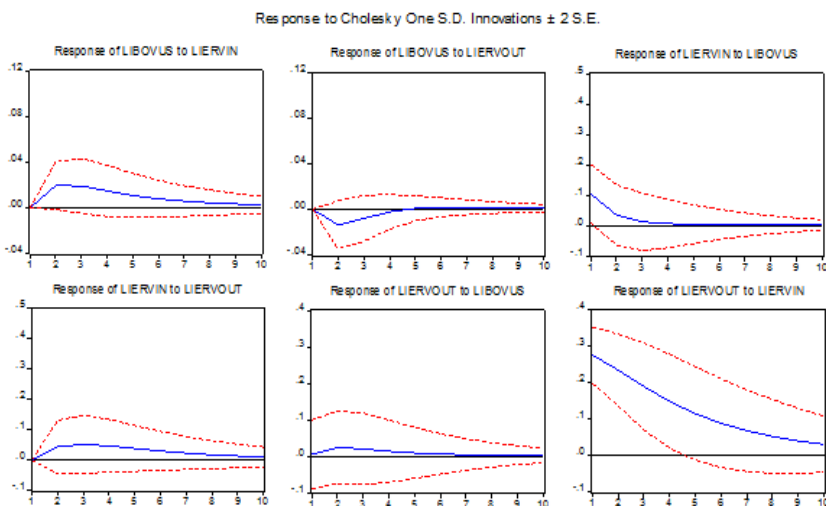 Response to Cholesky One S.D. Innovations ± 2 S.E.
Response of LIBOVUS to LIERVIN
.12
.08
.04
.00
-.04
1 2 3 4 5 6 7 8 9 10
Response of LIBOVUS to LIERVOUT
.12
.08
.04
.00
-.04
1 2 3 4 5 6 7 8 9 10
Response of LIERVIN to LIBOVUS
.5
.4
.3
.2
.1
.0
-.1
1 2 3 4 5 6 7 8 9 10
Response of LIERVIN to LIERVOUT
.5
.4
.3
.2
.1
.0
-.1
1 2 3 4 5 6 7 8 9 10
Response of LIERVOUT to LIBOVUS
.4
.3
.2
.1
.0
-.1
1 2 3 4 5 6 7 8 9 10
Response of LIERVOUT to LIERVIN
.4
.3
.2
.1
.0
-.1
1 2 3 4 5 6 7 8 9 10